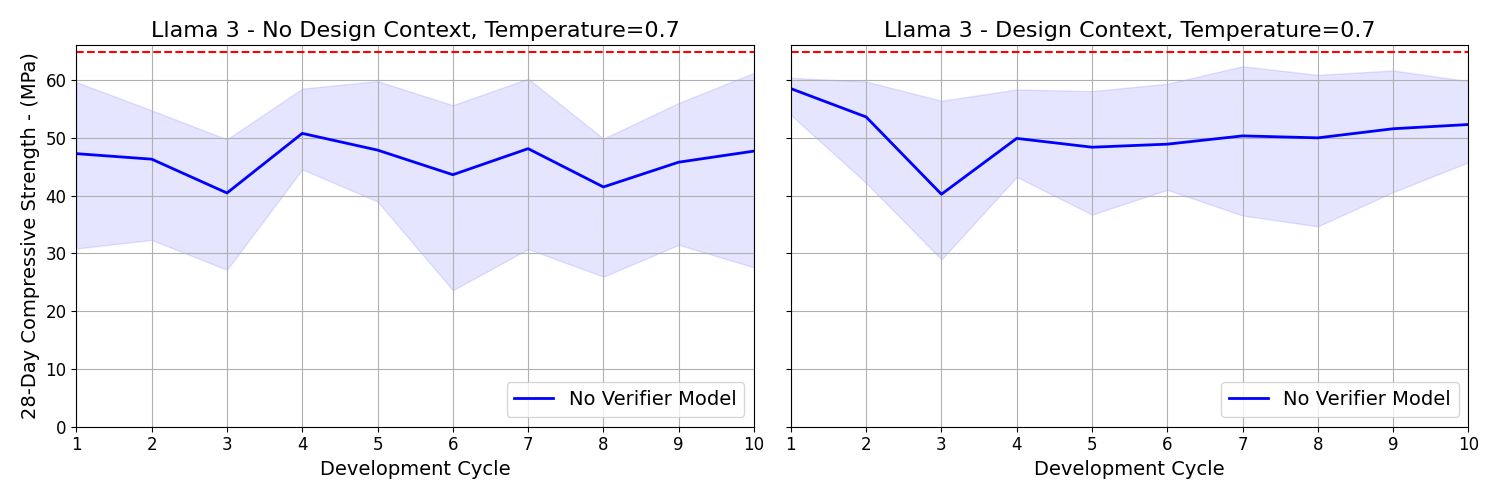 Llama 3 - No Design Context, Temperature=0.7
28-Day Compressive Strength - (MPa)
60
50
40
30
20
10
0
1 2 3 4 5 6 7 8 9 10
Development Cycle
No Verifier Model
Llama 3 - Design Context, Temperature=0.7
1 2 3 4 5 6 7 8 9 10
Development Cycle
No Verifier Model